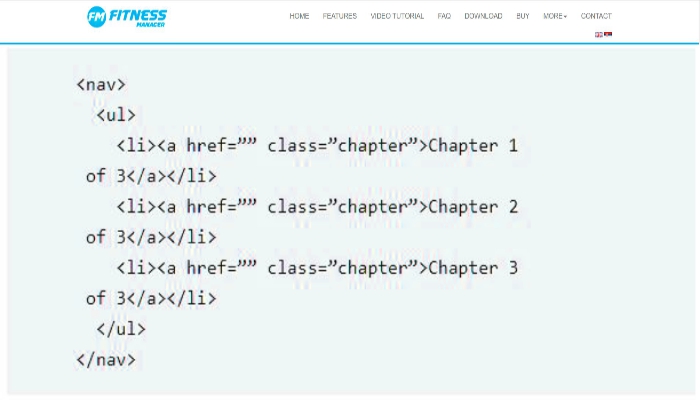 FM FITNESS
MANAGER
HOME FEATURES VIDEO TUTORIAL FAQ DOWNLOAD BUY MORE CONTACT
<nav>
<ul>
<li><a href=”” class=”chapter”>Chapter 1
of 3</a></li>
<li><a href=”” class=”chapter”>Chapter 2
of 3</a></li>
<li><a href=”” class=”chapter”>Chapter 3
of 3</a></li>
</ul>
</nav>